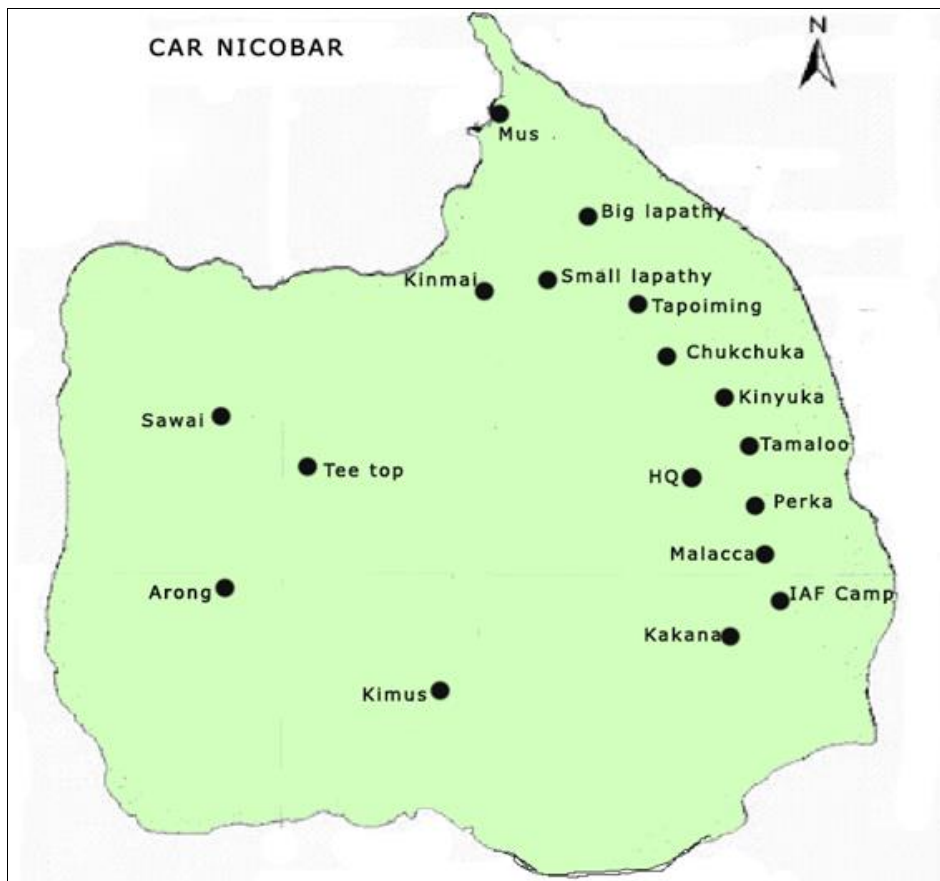 CAR NICOBAR
N
Mus
Big lapathy
Kinmai
Small lapathy
Tapoiming
Chukchuka
Kinyuka
Sawai
Tamaloo
Tee top
HQ
Perka
Malacca
Arong
IAF Camp
Kakana
Kimus